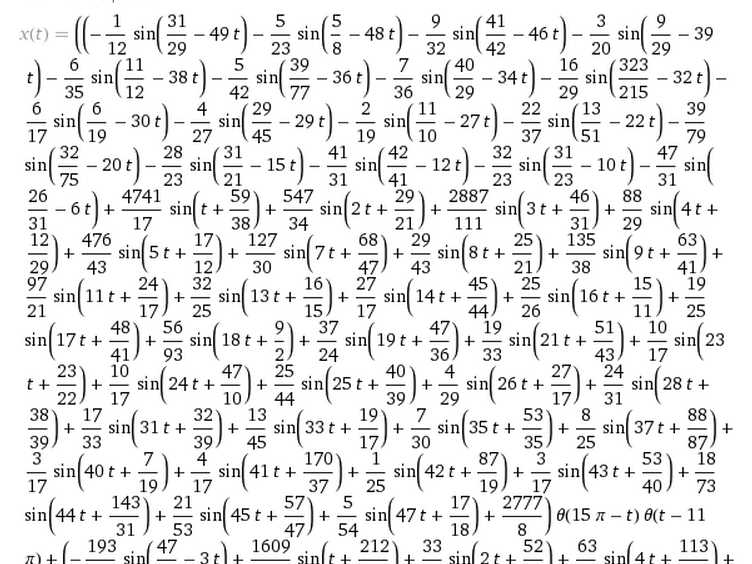 x(t) = ((-1/12 sin(31/29 - 49 t) - 5/23 sin(5/8 - 48 t) - 9/32 sin(41/42 - 46 t) - 3/20 sin(9/29 - 39
t) - 6/35 sin(11/12 - 38 t) - 5/42 sin(39/77 - 36 t) - 7/36 sin(40/29 - 34 t) - 16/29 sin(323/215 - 32 t) -
6/17 sin(6/19 - 30 t) - 4/27 sin(29/45 - 29 t) - 2/19 sin(11/10 - 27 t) - 22/37 sin(13/51 - 22 t) - 39/79
sin(32/75 - 20 t) - 28/23 sin(31/21 - 15 t) - 41/31 sin(42/41 - 12 t) - 32/23 sin(31/23 - 10 t) - 47/31 sin(
26/31 - 6 t) + 4741/17 sin(t + 59/38) + 547/34 sin(2 t + 29/21) + 2887/111 sin(3 t + 46/31) + 88/29 sin(4 t +
12/29) + 476/43 sin(5 t + 17/12) + 127/30 sin(7 t + 68/47) + 29/43 sin(8 t + 25/21) + 135/38 sin(9 t + 63/41) +
97/21 sin(11 t + 24/17) + 32/25 sin(13 t + 16/15) + 27/17 sin(14 t + 45/44) + 25/26 sin(16 t + 15/11) + 19/25
sin(17 t + 48/41) + 56/93 sin(18 t + 9/2) + 37/24 sin(19 t + 47/36) + 19/33 sin(21 t + 51/43) + 10/17 sin(23
t + 23/22) + 10/17 sin(24 t + 47/10) + 25/44 sin(25 t + 40/39) + 4/29 sin(26 t + 27/17) + 24/31 sin(28 t +
38/39) + 17/33 sin(31 t + 32/39) + 13/45 sin(33 t + 19/17) + 7/30 sin(35 t + 53/35) + 8/25 sin(37 t + 88/87) +
3/17 sin(40 t + 7/19) + 4/17 sin(41 t + 170/37) + 1/25 sin(42 t + 87/19) + 3/17 sin(43 t + 53/40) + 18/73
sin(44 t + 143/31) + 21/53 sin(45 t + 57/47) + 5/54 sin(47 t + 17/18) + 2777/8) θ(15 π - t) θ(t - 11
π) + (-193 sin(47 - 3 t) + 1609 sin(t + 212) + 33 sin(2 t + 52) + 63 sin(4 t + 113) +